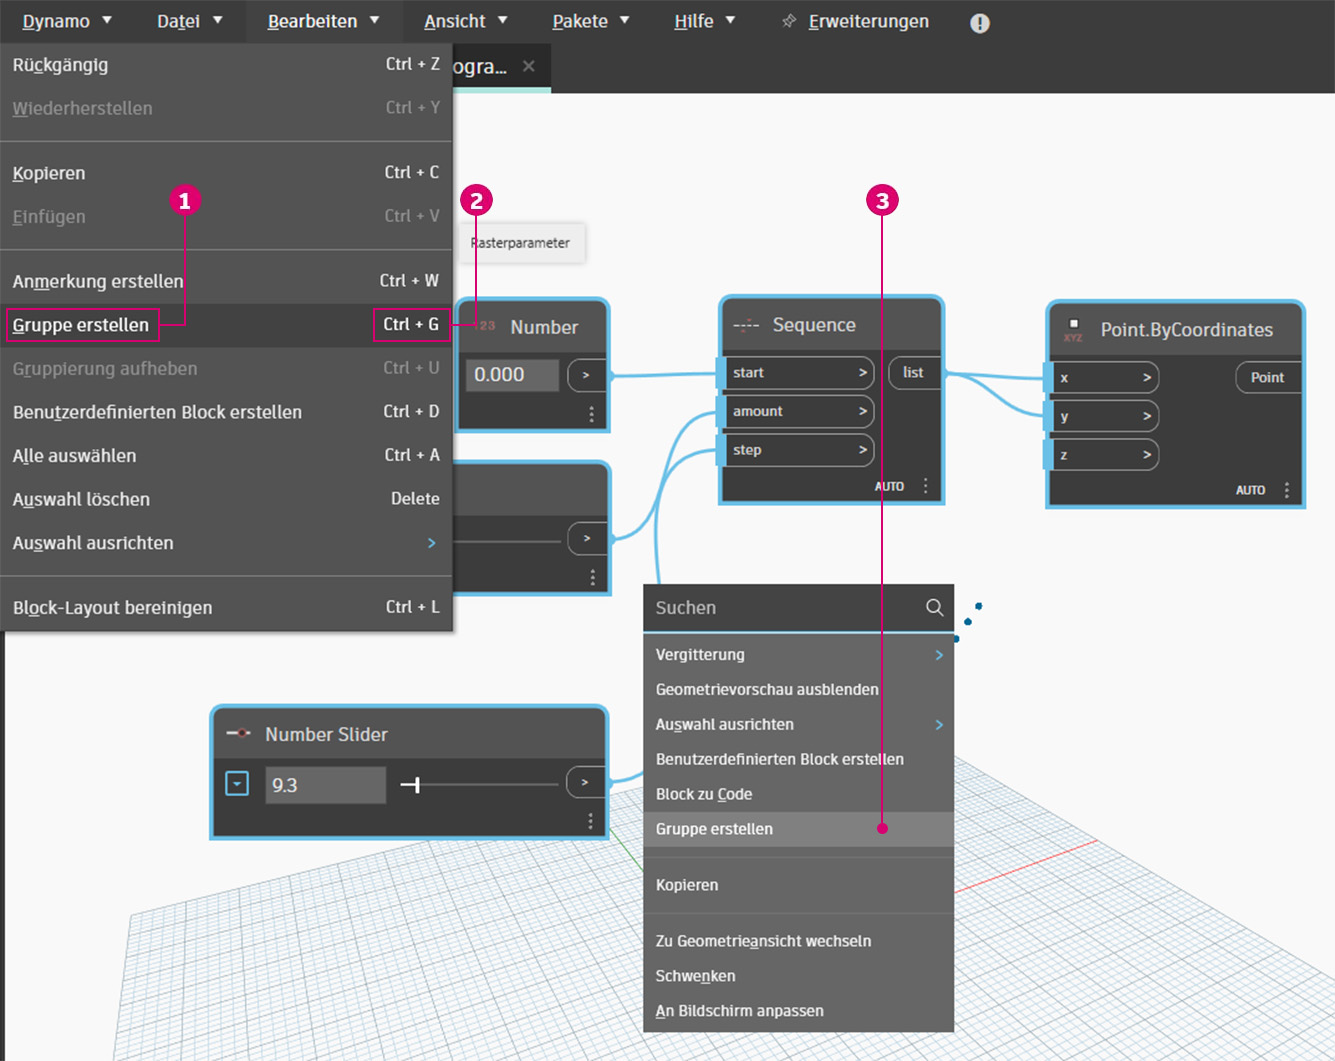 Dynamo Datei Bearbeiten Ansicht Pakete Hilfe Erweiterungen
Rückgängig Ctrl + Z
ogra...
Wiederherstellen Ctrl + Y
Kopieren Ctrl + C
1 2 3
Einfügen Ctrl + V
Rasterparameter
Anmerkung erstellen Ctrl + W
Gruppe erstellen Ctrl + G
Gruppierung aufheben Ctrl + U
Benutzerdefinierten Block erstellen Ctrl + D
Alle auswählen Ctrl + A
Auswahl löschen Delete
Auswahl ausrichten >
Block-Layout bereinigen Ctrl + L
123 Number
0.000 >
>
Sequence
start > list
amount >
step >
AUTO
XYZ Point.ByCoordinates
x > Point
y >
z >
AUTO
Number Slider
9.3 >
Suchen
Vergitterung >
Geometrievorschau ausblenden
Auswahl ausrichten >
Benutzerdefinierten Block erstellen
Block zu Code
Gruppe erstellen
Kopieren
Zu Geometrieansicht wechseln
Schwenken
An Bildschirm anpassen